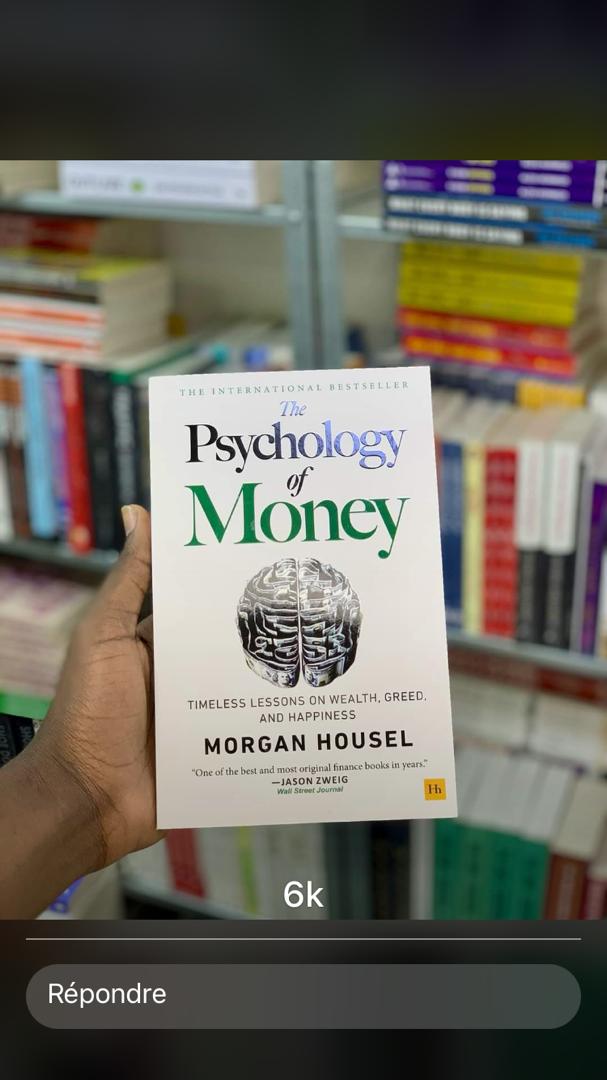 THE INTERNATIONAL BESTSELLER
The
Psychology
of
Money
TIMELESS LESSONS ON WEALTH, GREED,
AND HAPPINESS
MORGAN HOUSEL
"One of the best and most original finance books in years."
—JASON ZWEIG
Wall Street Journal
Hh
6k
Répondre